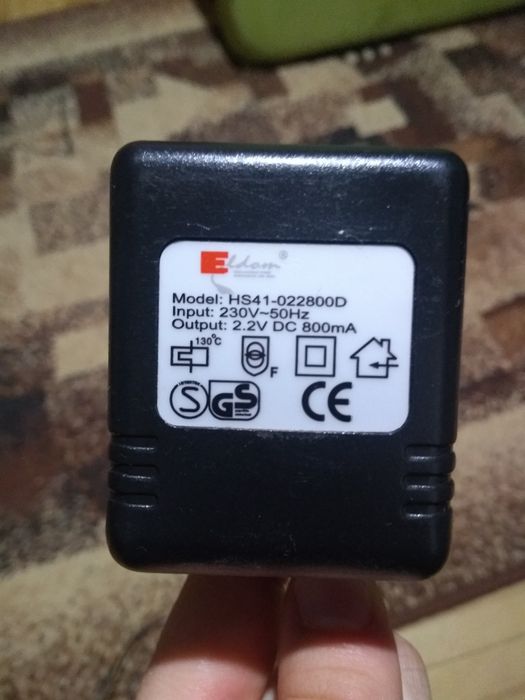 Eldom®
Model: HS41-022800D
Input: 230V~50Hz
Output: 2.2V DC 800mA
130°C
F
S GS CE